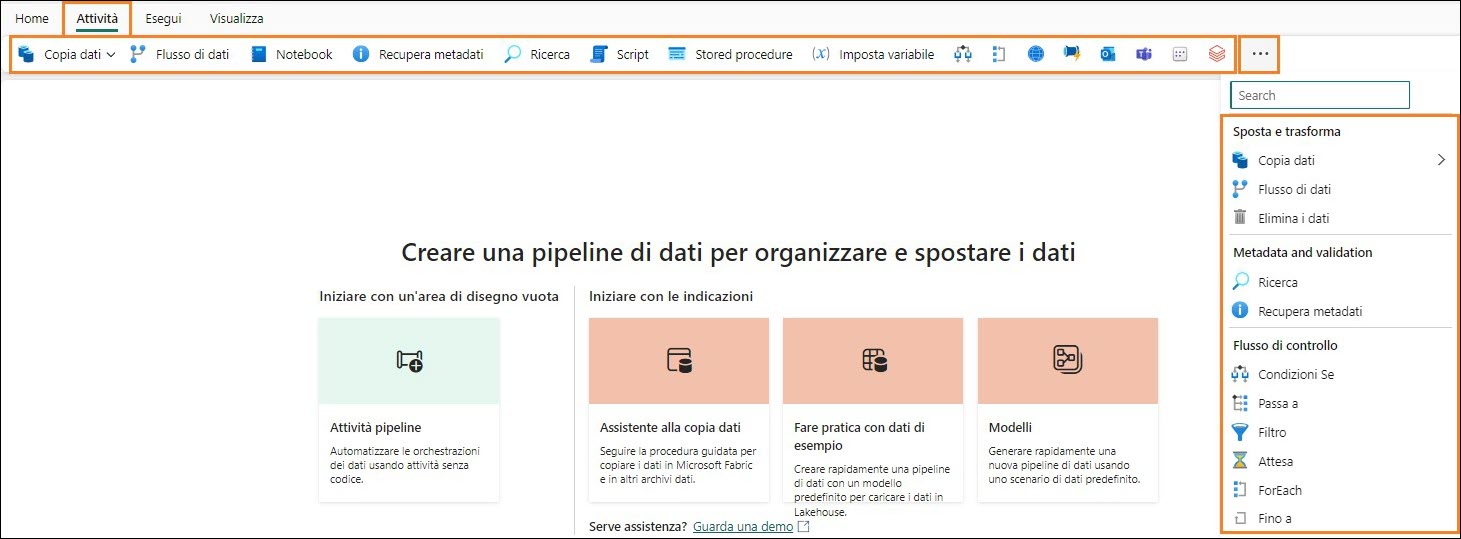 Home Attività Esegui Visualizza
Copia dati Flusso di dati Notebook Recupera metadati Ricerca Script Stored procedure (x) Imposta variabile ...
Search
Sposta e trasforma
Copia dati
Flusso di dati
Elimina i dati
Metadata and validation
Ricerca
Recupera metadati
Flusso di controllo
Condizioni Se
Passa a
Filtro
Attesa
ForEach
Fino a
Creare una pipeline di dati per organizzare e spostare i dati
Iniziare con un'area di disegno vuota
Attività pipeline
Automatizzare le orchestrazioni
dei dati usando attività senza
codice.
Iniziare con le indicazioni
Assistente alla copia dati
Seguire la procedura guidata per
copiare i dati in Microsoft Fabric
e in altri archivi dati.
Fare pratica con dati di
esempio
Creare rapidamente una pipeline
di dati con un modello
predefinito per caricare i dati in
Lakehouse.
Modelli
Generare rapidamente una
nuova pipeline di dati usando
uno scenario di dati predefinito.
Serve assistenza? Guarda una demo